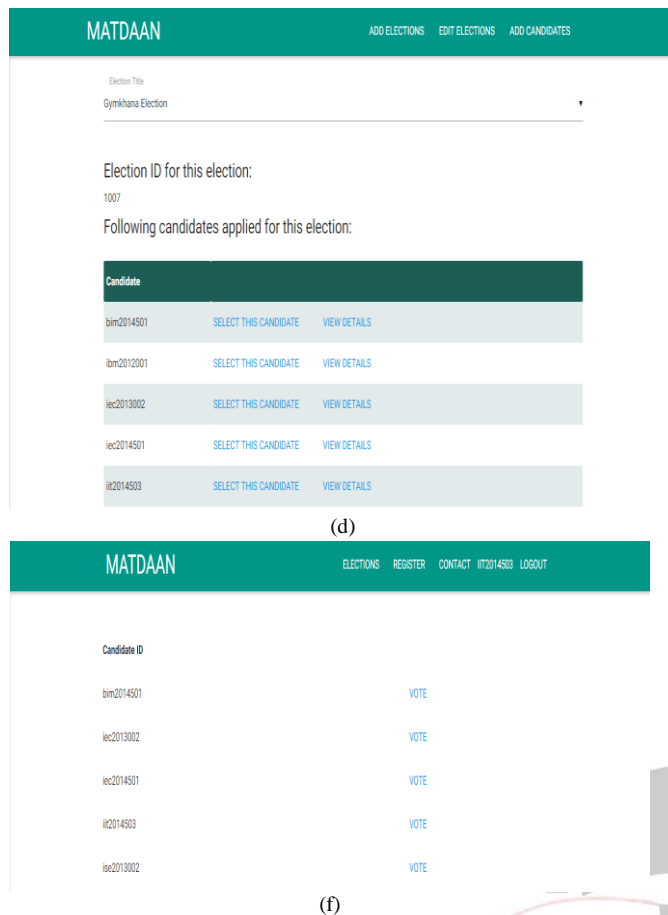 MATDAAN ADD ELECTIONS EDIT ELECTIONS ADD CANDIDATES
Election Title
Gymkhana Election
Election ID for this election:
1007
Following candidates applied for this election:
Candidate
bim2014501 SELECT THIS CANDIDATE VIEW DETAILS
ibm2012001 SELECT THIS CANDIDATE VIEW DETAILS
iec2013002 SELECT THIS CANDIDATE VIEW DETAILS
iec2014501 SELECT THIS CANDIDATE VIEW DETAILS
iit2014503 SELECT THIS CANDIDATE VIEW DETAILS
(d)
MATDAAN ELECTIONS REGISTER CONTACT IIT2014503 LOGOUT
Candidate ID
bim2014501 VOTE
iec2013002 VOTE
iec2014501 VOTE
iit2014503 VOTE
ise2013002 VOTE
(f)